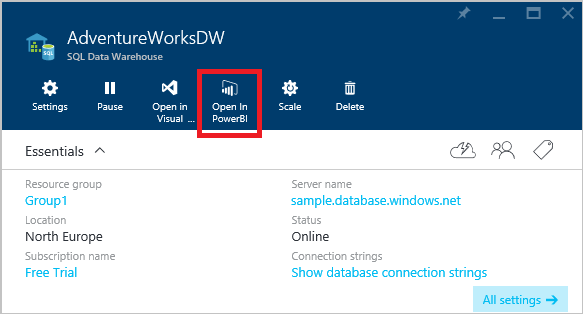 AdventureWorksDW
SQL Data Warehouse
SQL
Settings
Pause
Open in
Visual ...
Open In
PowerBI
Scale
Delete
Essentials
Resource group
Group1
Server name
sample.database.windows.net
Location
North Europe
Status
Online
Subscription name
Free Trial
Connection strings
Show database connection strings
All settings